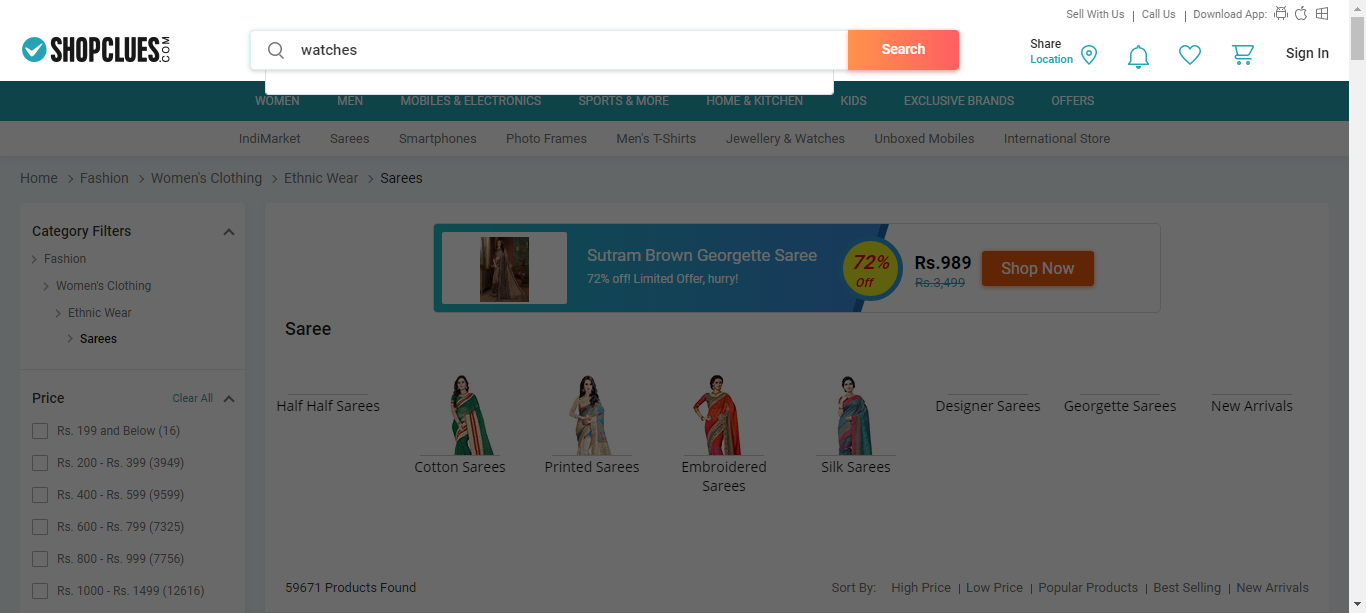 Sell With Us | Call Us | Download App:
SHOPCLUES.COM
watches
Search
Share
Location
Sign In
WOMEN MEN MOBILES & ELECTRONICS SPORTS & MORE HOME & KITCHEN KIDS EXCLUSIVE BRANDS OFFERS
IndiMarket Sarees Smartphones Photo Frames Men's T-Shirts Jewellery & Watches Unboxed Mobiles International Store
Home > Fashion > Women's Clothing > Ethnic Wear > Sarees
Category Filters
Fashion
Women's Clothing
Ethnic Wear
Sarees
Price Clear All
Rs. 199 and Below (16)
Rs. 200 - Rs. 399 (3949)
Rs. 400 - Rs. 599 (9599)
Rs. 600 - Rs. 799 (7325)
Rs. 800 - Rs. 999 (7756)
Rs. 1000 - Rs. 1499 (12616)
Sutram Brown Georgette Saree
72% off! Limited Offer, hurry!
72%
Off
Rs.989
Rs.3,499
Shop Now
Saree
Half Half Sarees
Cotton Sarees
Printed Sarees
Embroidered
Sarees
Silk Sarees
Designer Sarees
Georgette Sarees
New Arrivals
59671 Products Found
Sort By: High Price | Low Price | Popular Products | Best Selling | New Arrivals